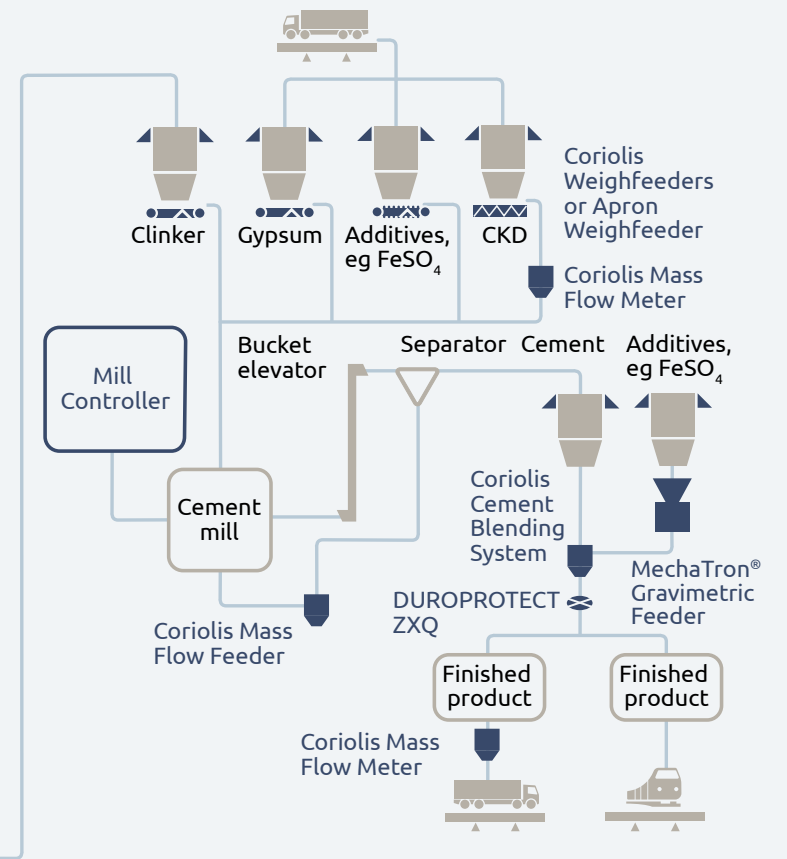 Coriolis
Weighfeeders
or Apron
Weighfeeder
Clinker
Gypsum
Additives,
eg FeSO₄
CKD
Coriolis Mass
Flow Meter
Bucket
elevator
Separator
Cement
Additives,
eg FeSO₄
Mill
Controller
Cement
mill
Coriolis
Cement
Blending
System
MechaTron®
Gravimetric
Feeder
DUROPROTECT
ZXQ
Coriolis Mass
Flow Feeder
Finished
product
Finished
product
Coriolis Mass
Flow Meter